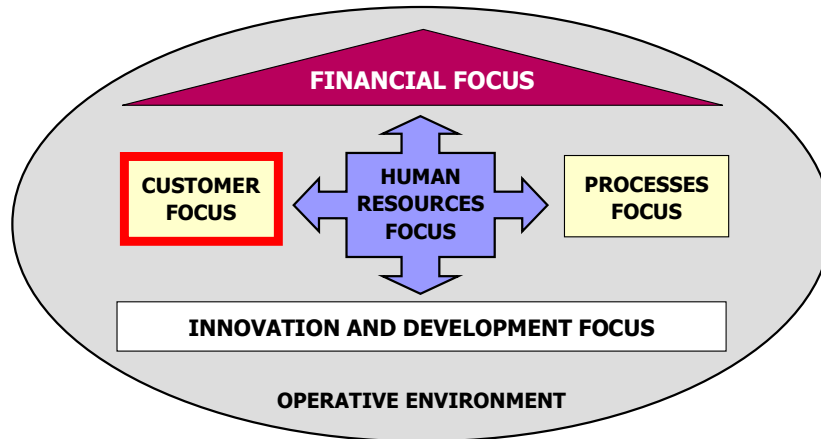 FINANCIAL FOCUS
CUSTOMER
FOCUS
HUMAN
RESOURCES
FOCUS
PROCESSES
FOCUS
INNOVATION AND DEVELOPMENT FOCUS
OPERATIVE ENVIRONMENT